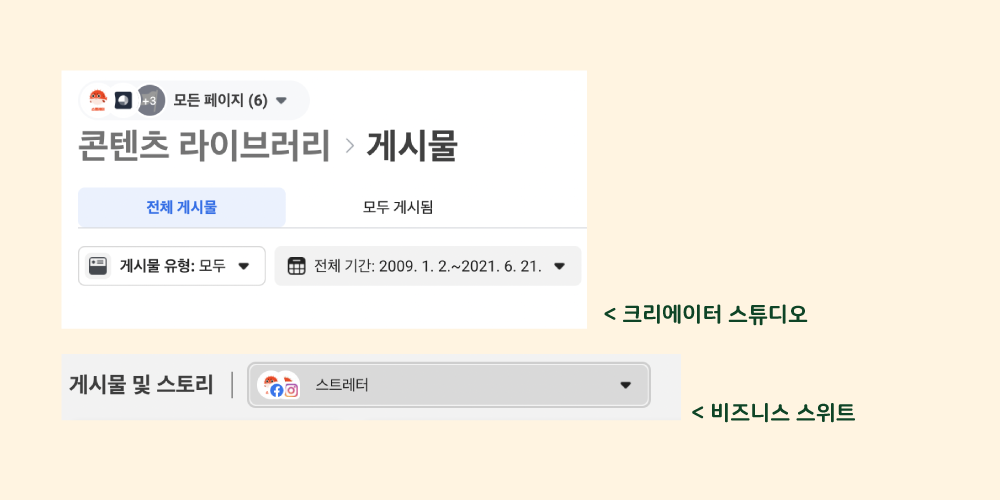 +3 모든 페이지 (6)
콘텐츠 라이브러리 > 게시물
전체 게시물 모두 게시됨
게시물 유형: 모두 전체 기간: 2009. 1. 2.~2021. 6. 21.
< 크리에이터 스튜디오
게시물 및 스토리 | 스트레터
< 비즈니스 스위트